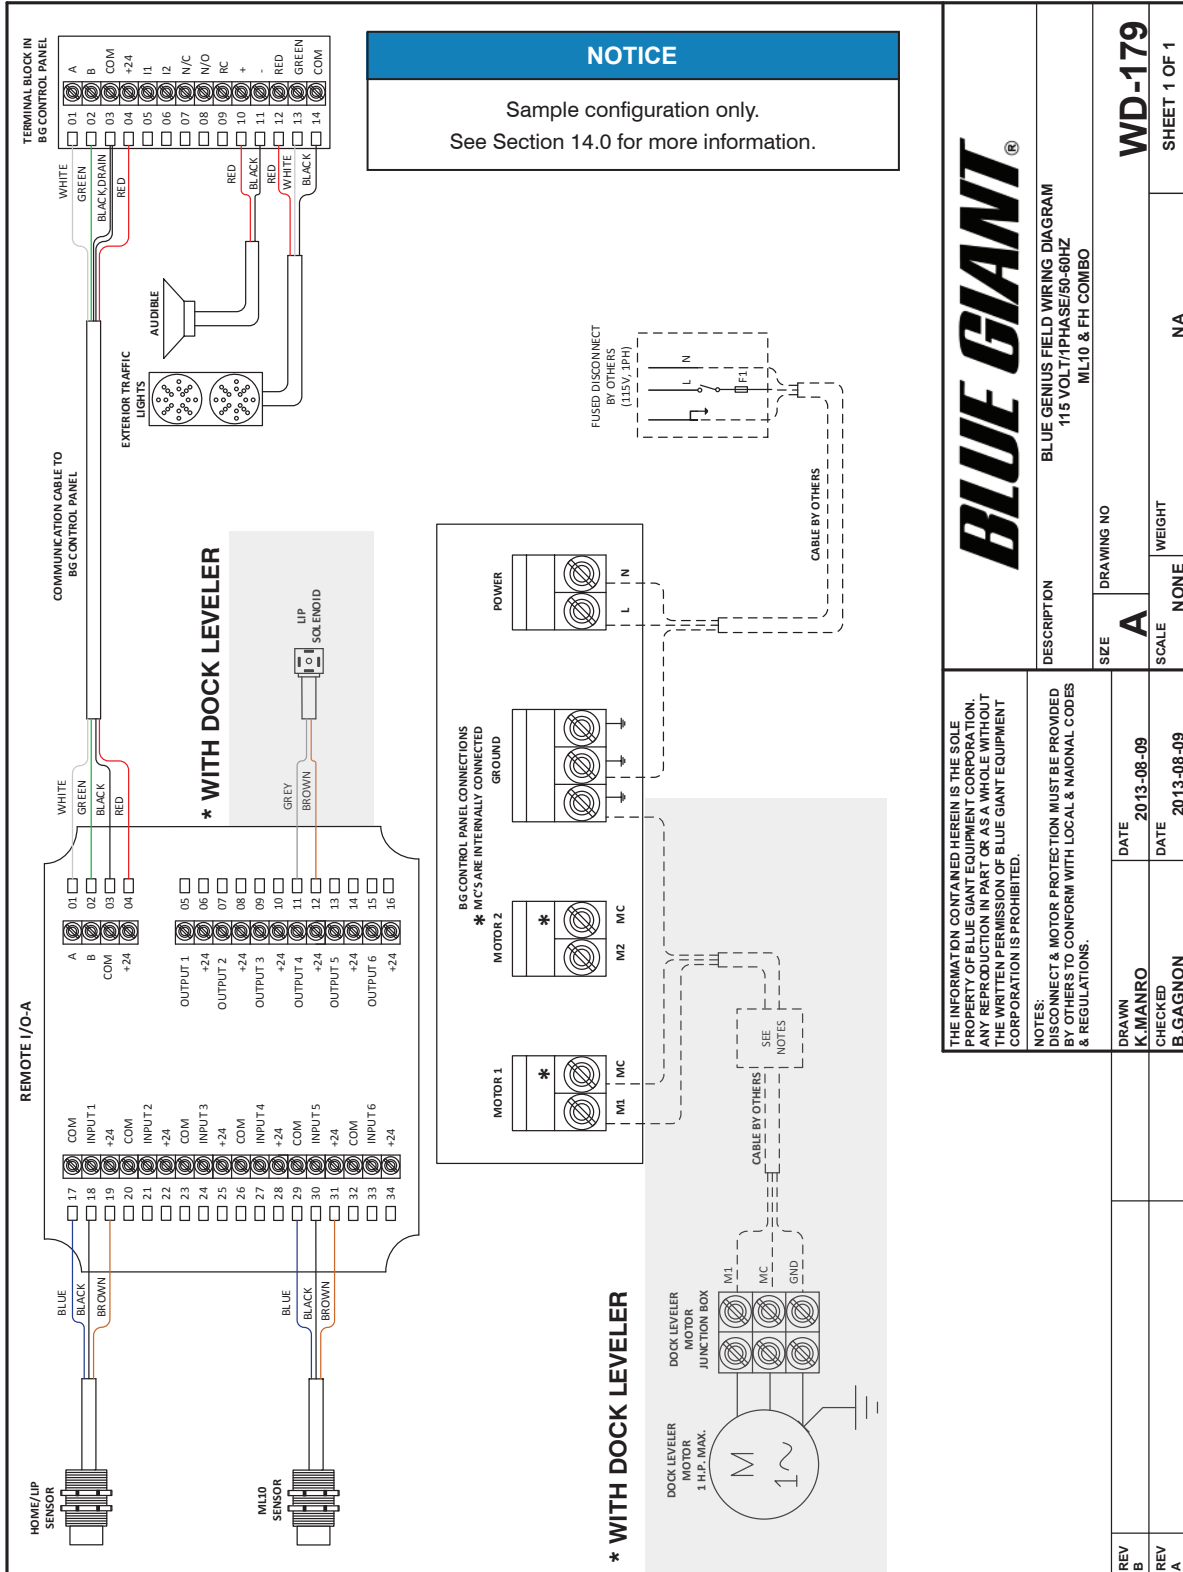 NOTICE
Sample configuration only.
See Section 14.0 for more information.
TERMINAL BLOCK IN
BG CONTROL PANEL
A
B
COM
+24
I1
I2
N/C
N/O
RC
+
-
RED
GREEN
COM
01
02
03
04
05
06
07
08
09
10
11
12
13
14
WHITE
GREEN
BLACK,DRAIN
RED
RED
BLACK
RED
WHITE
BLACK
AUDIBLE
EXTERIOR TRAFFIC
LIGHTS
COMMUNICATION CABLE TO
BG CONTROL PANEL
WHITE
GREEN
BLACK
RED
* WITH DOCK LEVELER
LIP
SOLENOID
GREY
BROWN
REMOTE I/O-A
01
02
03
04
A
B
COM
+24
05
06
07
08
09
10
11
12
13
14
15
16
OUTPUT 1
+24
OUTPUT 2
+24
OUTPUT 3
+24
OUTPUT 4
+24
OUTPUT 5
+24
OUTPUT 6
+24
COM
INPUT 1
+24
COM
INPUT 2
+24
COM
INPUT 3
+24
COM
INPUT 4
+24
COM
INPUT 5
+24
COM
INPUT 6
+24
17
18
19
20
21
22
23
24
25
26
27
28
29
30
31
32
33
34
BLUE
BLACK
BROWN
BLUE
BLACK
BROWN
HOME/LIP
SENSOR
ML10
SENSOR
BG CONTROL PANEL CONNECTIONS
* MC'S ARE INTERNALLY CONNECTED
MOTOR 1
*
M1
MC
MOTOR 2
*
M2
MC
GROUND
POWER
L
N
FUSED DISCONNECT
BY OTHERS
(115V, 1PH)
N
L
F1
CABLE BY OTHERS
* WITH DOCK LEVELER
SEE
NOTES
CABLE BY OTHERS
M1
MC
GND
DOCK LEVELER
MOTOR
JUNCTION BOX
DOCK LEVELER
MOTOR
1 H.P. MAX.
M
1~
THE INFORMATION CONTAINED HEREIN IS THE SOLE
PROPERTY OF BLUE GIANT EQUIPMENT CORPORATION.
ANY REPRODUCTION IN PART OR AS A WHOLE WITHOUT
THE WRITTEN PERMISSION OF BLUE GIANT EQUIPMENT
CORPORATION IS PROHIBITED.
NOTES:
DISCONNECT & MOTOR PROTECTION MUST BE PROVIDED
BY OTHERS TO CONFORM WITH LOCAL & NAIONAL CODES
& REGULATIONS.
BLUE GIANT®
DESCRIPTION
BLUE GENIUS FIELD WIRING DIAGRAM
115 VOLT/1PHASE/50-60HZ
ML10 & FH COMBO
SIZE
A
DRAWING NO
WD-179
SCALE
NONE
WEIGHT
NA
SHEET 1 OF 1
DRAWN
K.MANRO
DATE
2013-08-09
CHECKED
B.GAGNON
DATE
2013-08-09
REV
B
REV
A